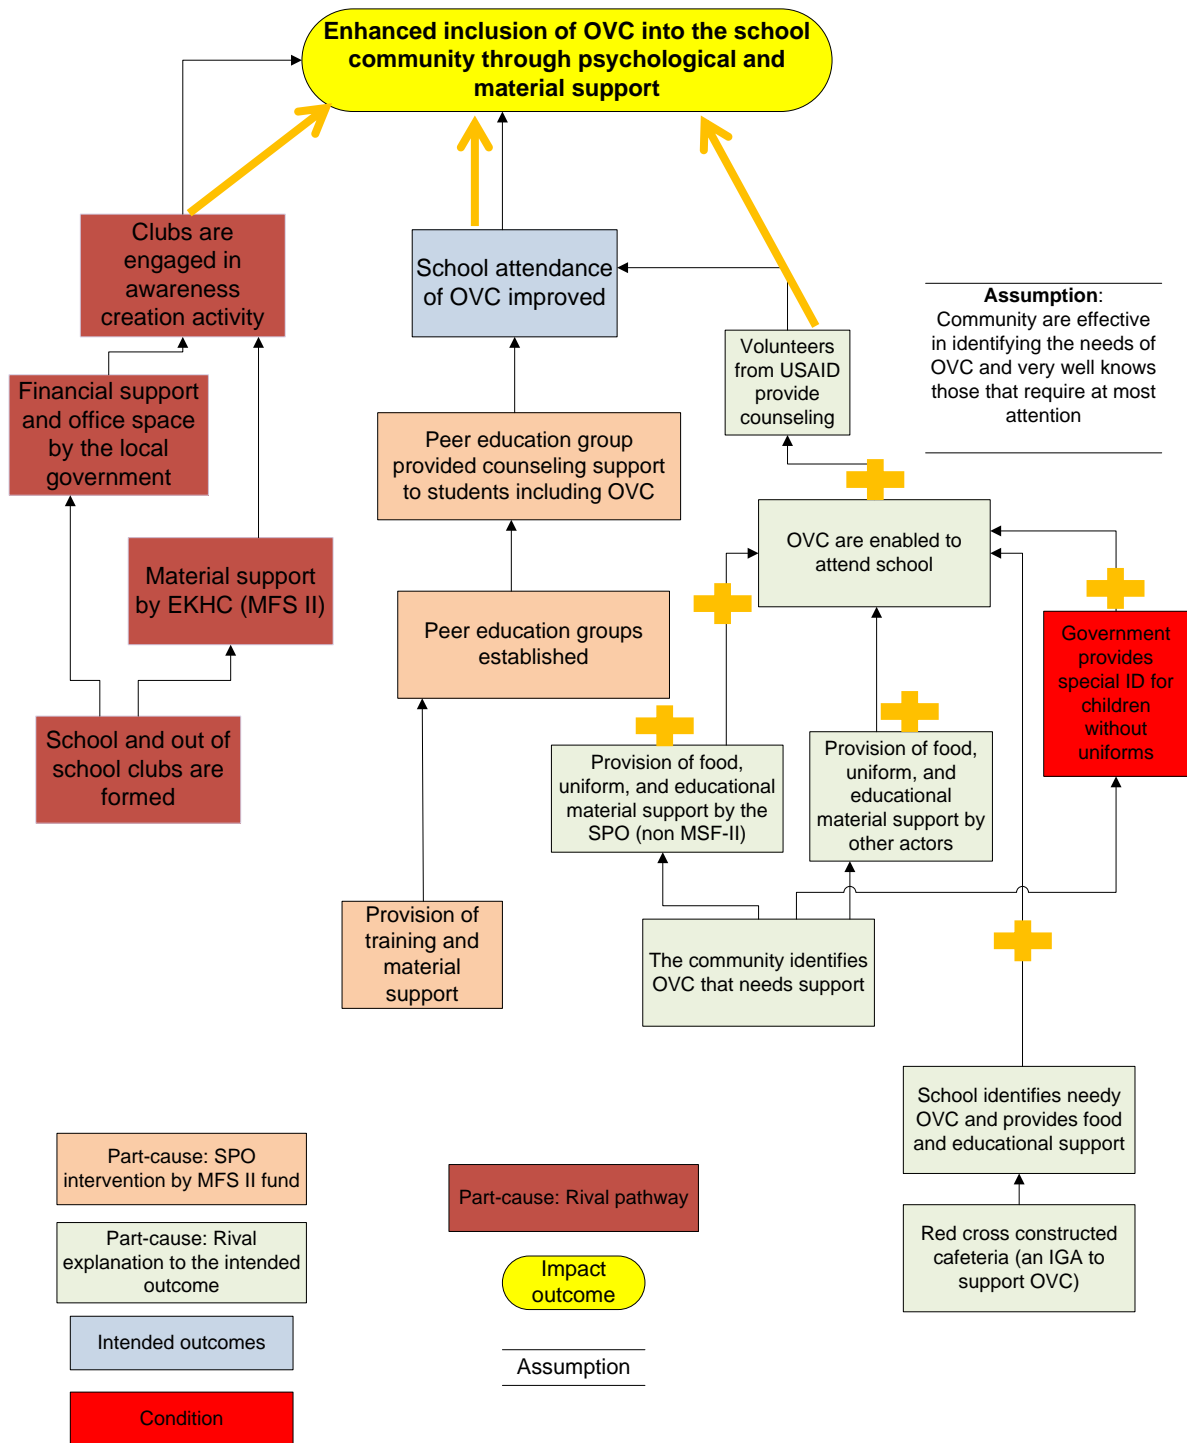 Enhanced inclusion of OVC into the school
community through psychological and
material support
Clubs are
engaged in
awareness
creation activity
School attendance
of OVC improved
Assumption:
Community are effective
in identifying the needs of
OVC and very well knows
those that require at most
attention
Volunteers
from USAID
provide
counseling
Financial support
and office space
by the local
government
Peer education group
provided counseling support
to students including OVC
OVC are enabled to
attend school
Material support
by EKHC (MFS II)
Peer education groups
established
Government
provides
special ID for
children
without
uniforms
School and out of
school clubs are
formed
Provision of food,
uniform, and educational
material support by the
SPO (non MSF-II)
Provision of food,
uniform, and
educational
material support by
other actors
Provision of
training and
material
support
The community identifies
OVC that needs support
School identifies needy
OVC and provides food
and educational support
Red cross constructed
cafeteria (an IGA to
support OVC)
Part-cause: SPO
intervention by MFS II fund
Part-cause: Rival
explanation to the intended
outcome
Intended outcomes
Condition
Part-cause: Rival pathway
Impact
outcome
Assumption